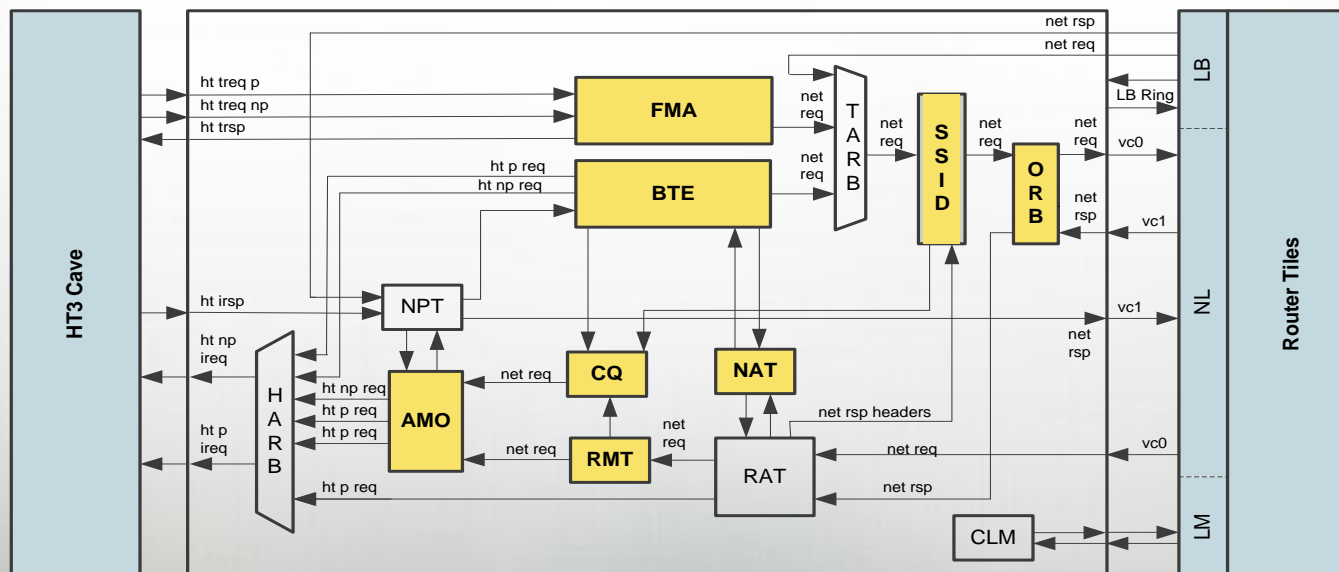 net rsp
net req
LB
LB Ring
ht treq p
ht treq np
ht trsp
FMA
net
req
T
A
R
B
net
req
S
S
I
D
net
req
O
R
B
net
req
vc0
ht p req
ht np req
BTE
net
req
net
rsp
vc1
HT3 Cave
Router Tiles
NL
ht irsp
NPT
vc1
net
rsp
ht np
ireq
H
A
R
B
ht np req
ht p req
ht p req
AMO
net req
CQ
NAT
net rsp headers
ht p
ireq
net req
RMT
net
req
RAT
net req
vc0
ht p req
net rsp
CLM
LM